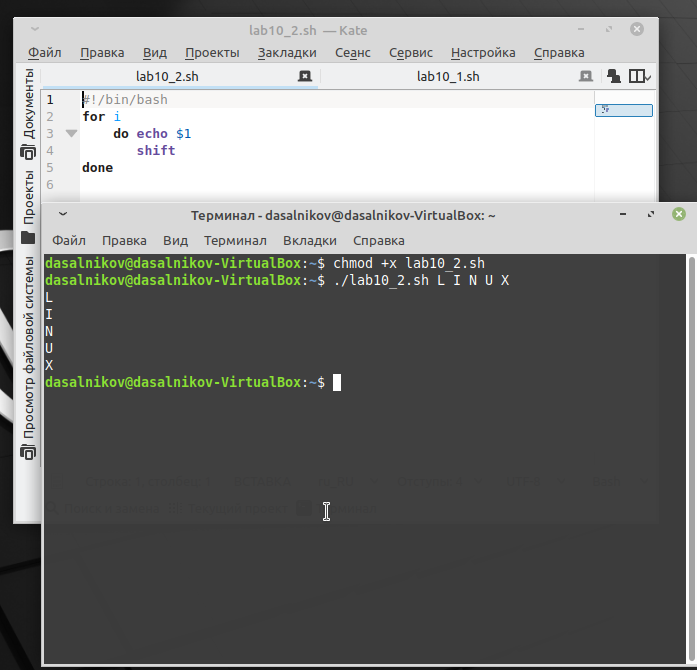 lab10_2.sh — Kate
Файл Правка Вид Проекты Закладки Сеанс Сервис Настройка Справка
lab10_2.sh lab10_1.sh
Документы
Проекты
Просмотр файловой системы
1 #!/bin/bash
2 for i
3 do echo $1
4 shift
5 done
6
Терминал - dasalnikov@dasalnikov-VirtualBox: ~
Файл Правка Вид Терминал Вкладки Справка
dasalnikov@dasalnikov-VirtualBox:~$ chmod +x lab10_2.sh
dasalnikov@dasalnikov-VirtualBox:~$ ./lab10_2.sh L I N U X
L
I
N
U
X
dasalnikov@dasalnikov-VirtualBox:~$